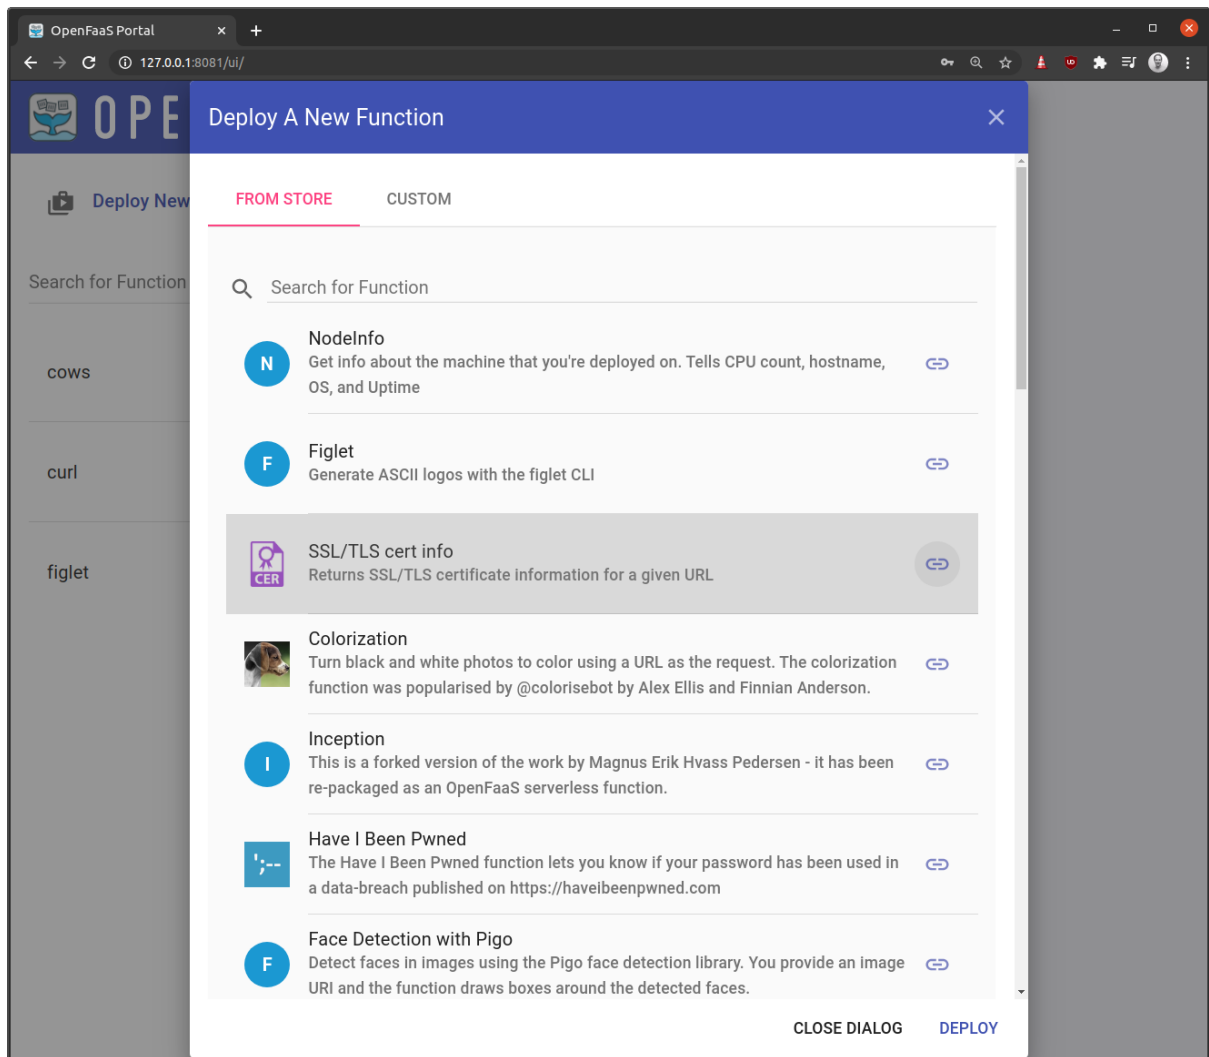 OpenFaaS Portal
127.0.0.1:8081/ui/
OPE
Deploy A New Function
Deploy New
FROM STORE
CUSTOM
Search for Function
Search for Function
cows
curl
figlet
N
NodeInfo
Get info about the machine that you're deployed on. Tells CPU count, hostname,
OS, and Uptime
F
Figlet
Generate ASCII logos with the figlet CLI
CER
SSL/TLS cert info
Returns SSL/TLS certificate information for a given URL
Colorization
Turn black and white photos to color using a URL as the request. The colorization
function was popularised by @colorisebot by Alex Ellis and Finnian Anderson.
I
Inception
This is a forked version of the work by Magnus Erik Hvass Pedersen - it has been
re-packaged as an OpenFaaS serverless function.
';--
Have I Been Pwned
The Have I Been Pwned function lets you know if your password has been used in
a data-breach published on https://haveibeenpwned.com
F
Face Detection with Pigo
Detect faces in images using the Pigo face detection library. You provide an image
URI and the function draws boxes around the detected faces.
CLOSE DIALOG
DEPLOY